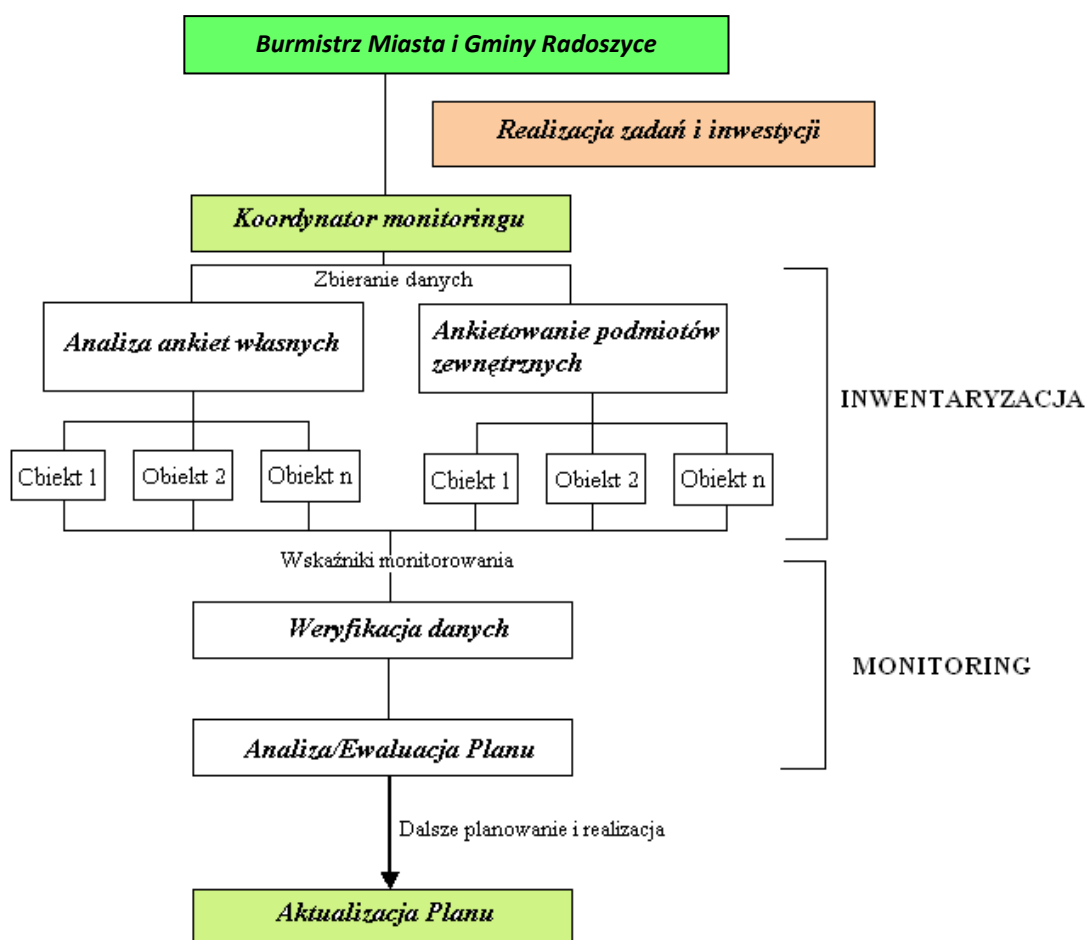 Burmistrz Miasta i Gminy Radoszyce
Realizacja zadań i inwestycji
Koordynator monitoringu
Zbieranie danych
Analiza ankiet własnych
Ankietowanie podmiotów
zewnętrznych
INWENTARYZACJA
Cbiekt 1
Obiekt 2
Obiekt n
Cbiekt 1
Obiekt 2
Obiekt n
Wskaźniki monitorowania
Weryfikacja danych
MONITORING
Analiza/Ewaluacja Planu
Dalsze planowanie i realizacja
Aktualizacja Planu